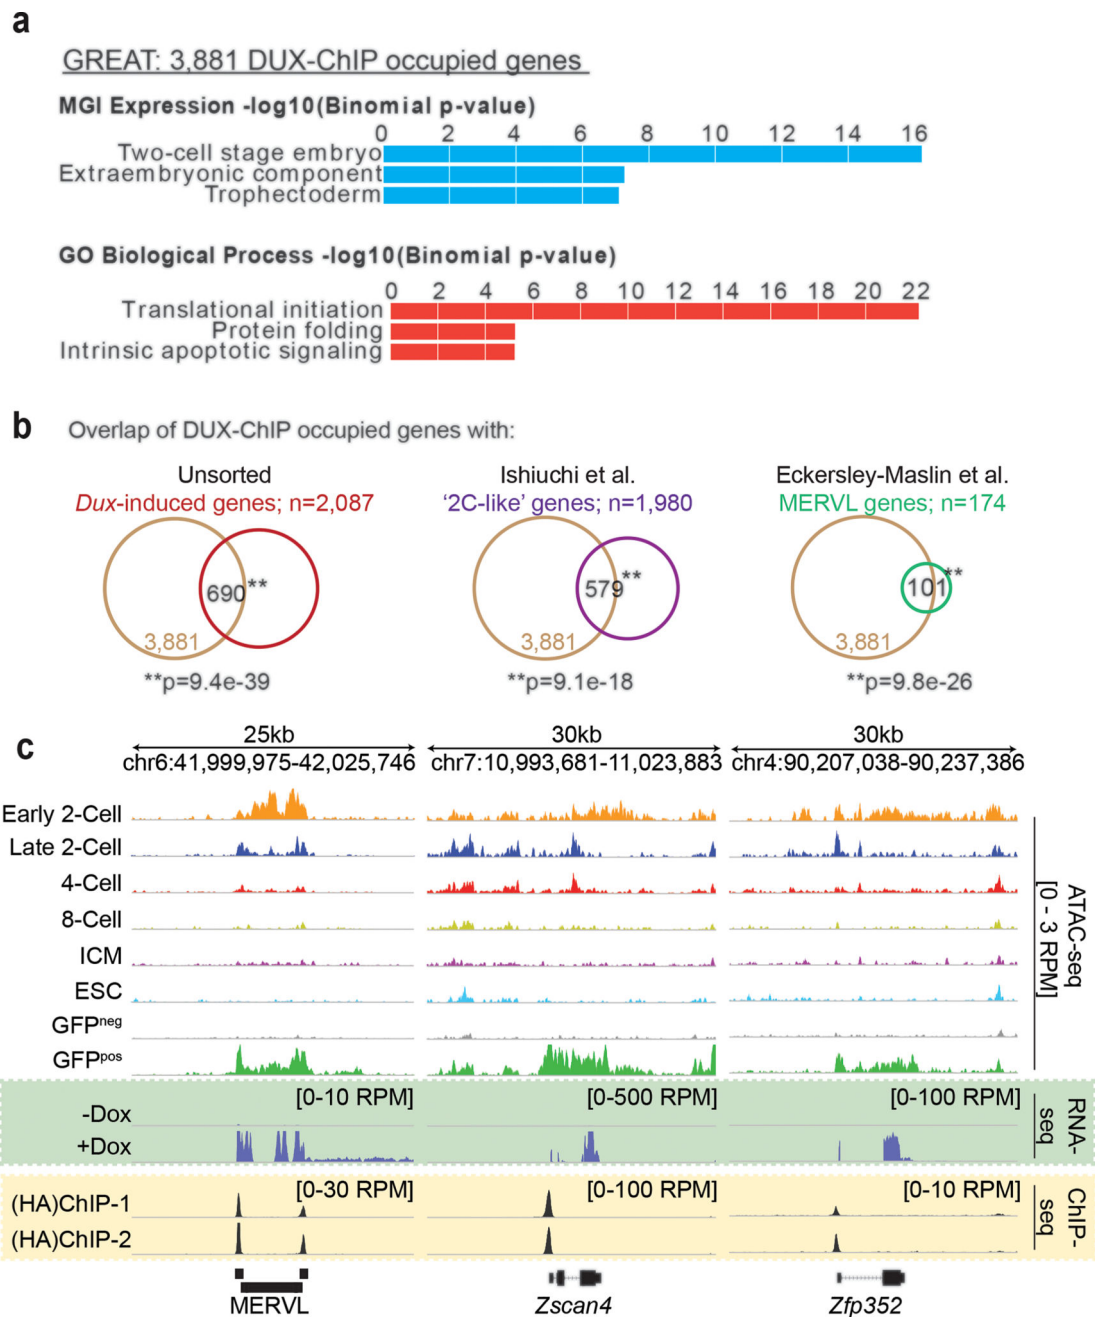 a
GREAT: 3,881 DUX-ChIP occupied genes
MGI Expression -log10(Binomial p-value)
0 2 4 6 8 10 12 14 16
Two-cell stage embryo
Extraembryonic component
Trophectoderm
GO Biological Process -log10(Binomial p-value)
0 2 4 6 8 10 12 14 16 18 20 22
Translational initiation
Protein folding
Intrinsic apoptotic signaling
b
Overlap of DUX-ChIP occupied genes with:
Unsorted
Dux-induced genes; n=2,087
690 **
3,881
**p=9.4e-39
Ishiuchi et al.
‘2C-like’ genes; n=1,980
579 **
3,881
**p=9.1e-18
Eckersley-Maslin et al.
MERVL genes; n=174
101 **
3,881
**p=9.8e-26
c
25kb 30kb 30kb
chr6:41,999,975-42,025,746 chr7:10,993,681-11,023,883 chr4:90,207,038-90,237,386
Early 2-Cell
Late 2-Cell
4-Cell
8-Cell
ICM
ESC
GFPneg
GFPpos
ATAC-seq
[0 - 3 RPM]
-Dox [0-10 RPM] [0-500 RPM] [0-100 RPM]
+Dox
RNA-
seq
(HA)ChIP-1 [0-30 RPM] [0-100 RPM] [0-10 RPM]
(HA)ChIP-2
ChIP-
seq
MERVL Zscan4 Zfp352